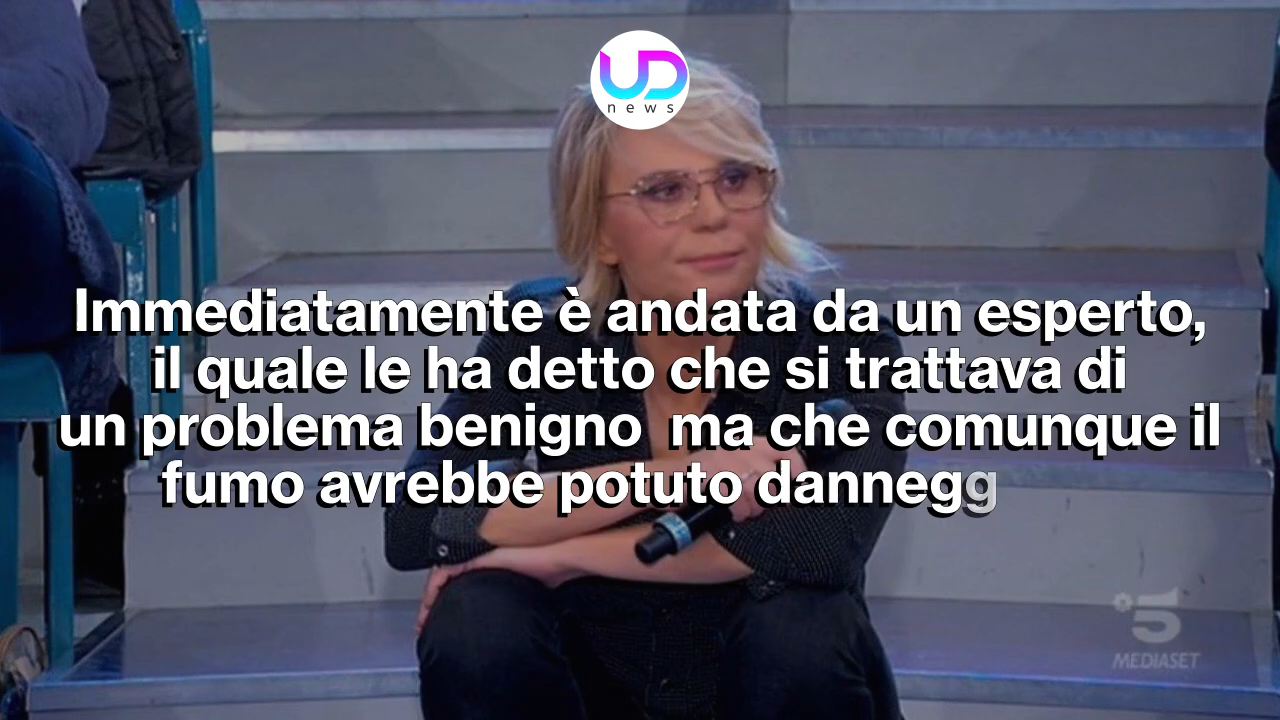 UD
news
Immediatamente è andata da un esperto,
il quale le ha detto che si trattava di
un problema benigno  ma che comunque il
fumo avrebbe potuto dannegg
5
MEDIASET